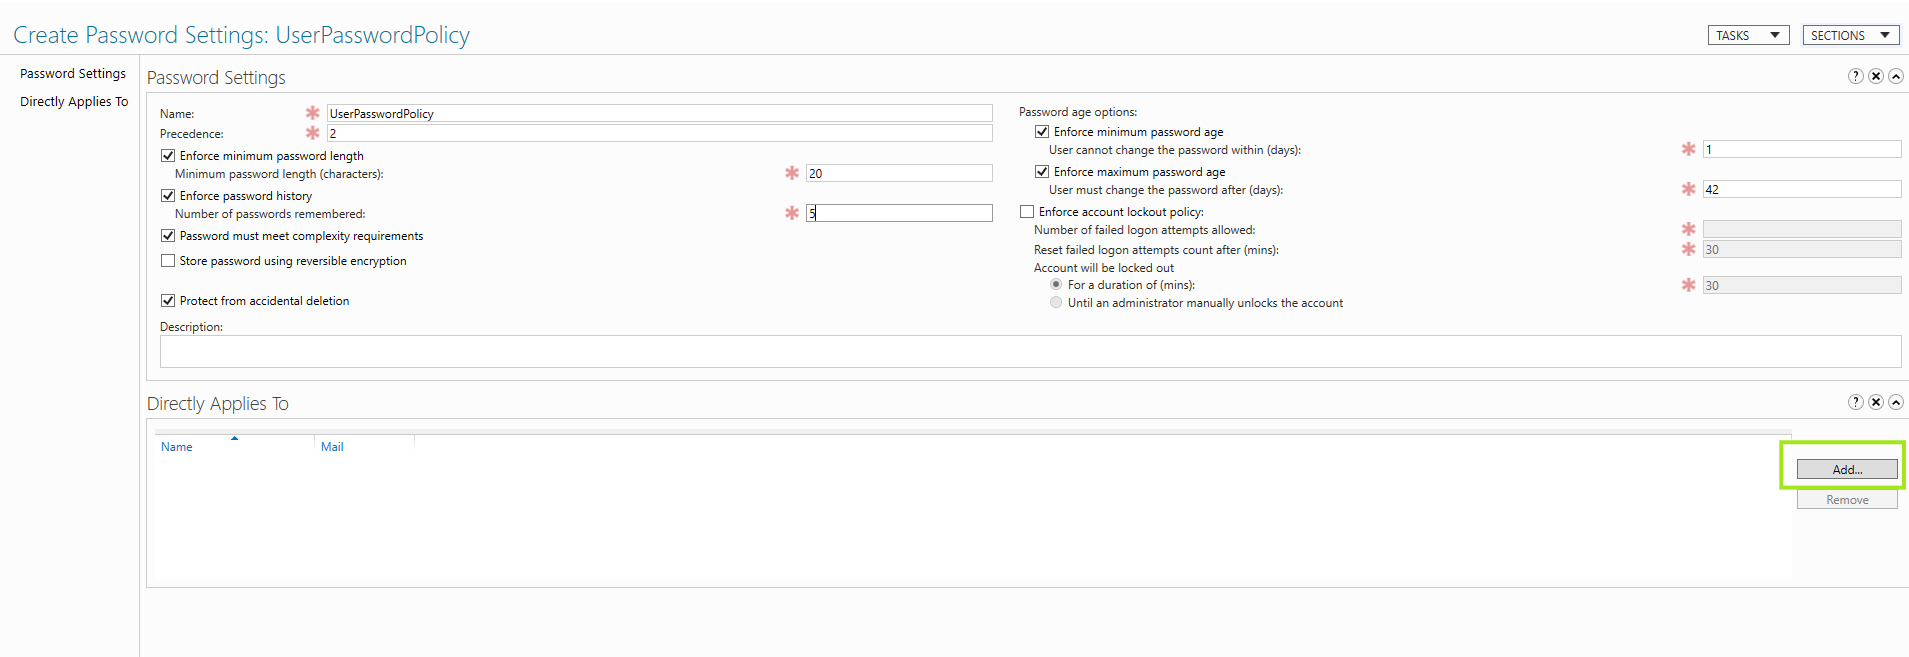 Create Password Settings: UserPasswordPolicy
TASKS
SECTIONS
Password Settings
Directly Applies To
Password Settings
Name:
UserPasswordPolicy
Precedence:
2
Enforce minimum password length
Minimum password length (characters):
20
Enforce password history
Number of passwords remembered:
5
Password must meet complexity requirements
Store password using reversible encryption
Protect from accidental deletion
Password age options:
Enforce minimum password age
User cannot change the password within (days):
1
Enforce maximum password age
User must change the password after (days):
42
Enforce account lockout policy:
Number of failed logon attempts allowed:
Reset failed logon attempts count after (mins):
30
Account will be locked out
For a duration of (mins):
30
Until an administrator manually unlocks the account
Description:
Directly Applies To
Name
Mail
Add...
Remove